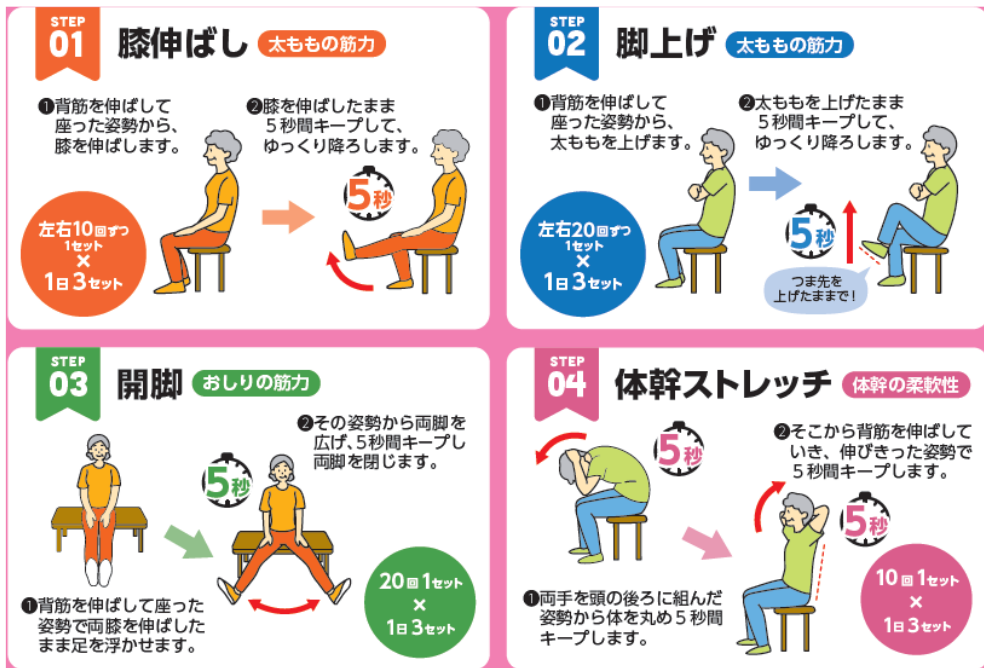 STEP
01
膝伸ばし
太ももの筋力
❶背筋を伸ばして
座った姿勢から、
膝を伸ばします。
❷膝を伸ばしたまま
5秒間キープして、
ゆっくり降ろします。
5秒
左右10回ずつ
1セット
×
1日3セット
STEP
02
脚上げ
太ももの筋力
❶背筋を伸ばして
座った姿勢から、
太ももを上げます。
❷太ももを上げたまま
5秒間キープして、
ゆっくり降ろします。
5秒
左右20回ずつ
1セット
×
1日3セット
つま先を
上げたままで!
STEP
03
開脚
おしりの筋力
❷その姿勢から両脚を
広げ、5秒間キープし
両脚を閉じます。
5秒
❶背筋を伸ばして座った
姿勢で両膝を伸ばした
まま足を浮かせます。
20回1セット
×
1日3セット
STEP
04
体幹ストレッチ
体幹の柔軟性
5秒
❷そこから背筋を伸ばして
いき、伸びきった姿勢で
5秒間キープします。
5秒
❶両手を頭の後ろに組んだ
姿勢から体を丸め5秒間
キープします。
10回1セット
×
1日3セット